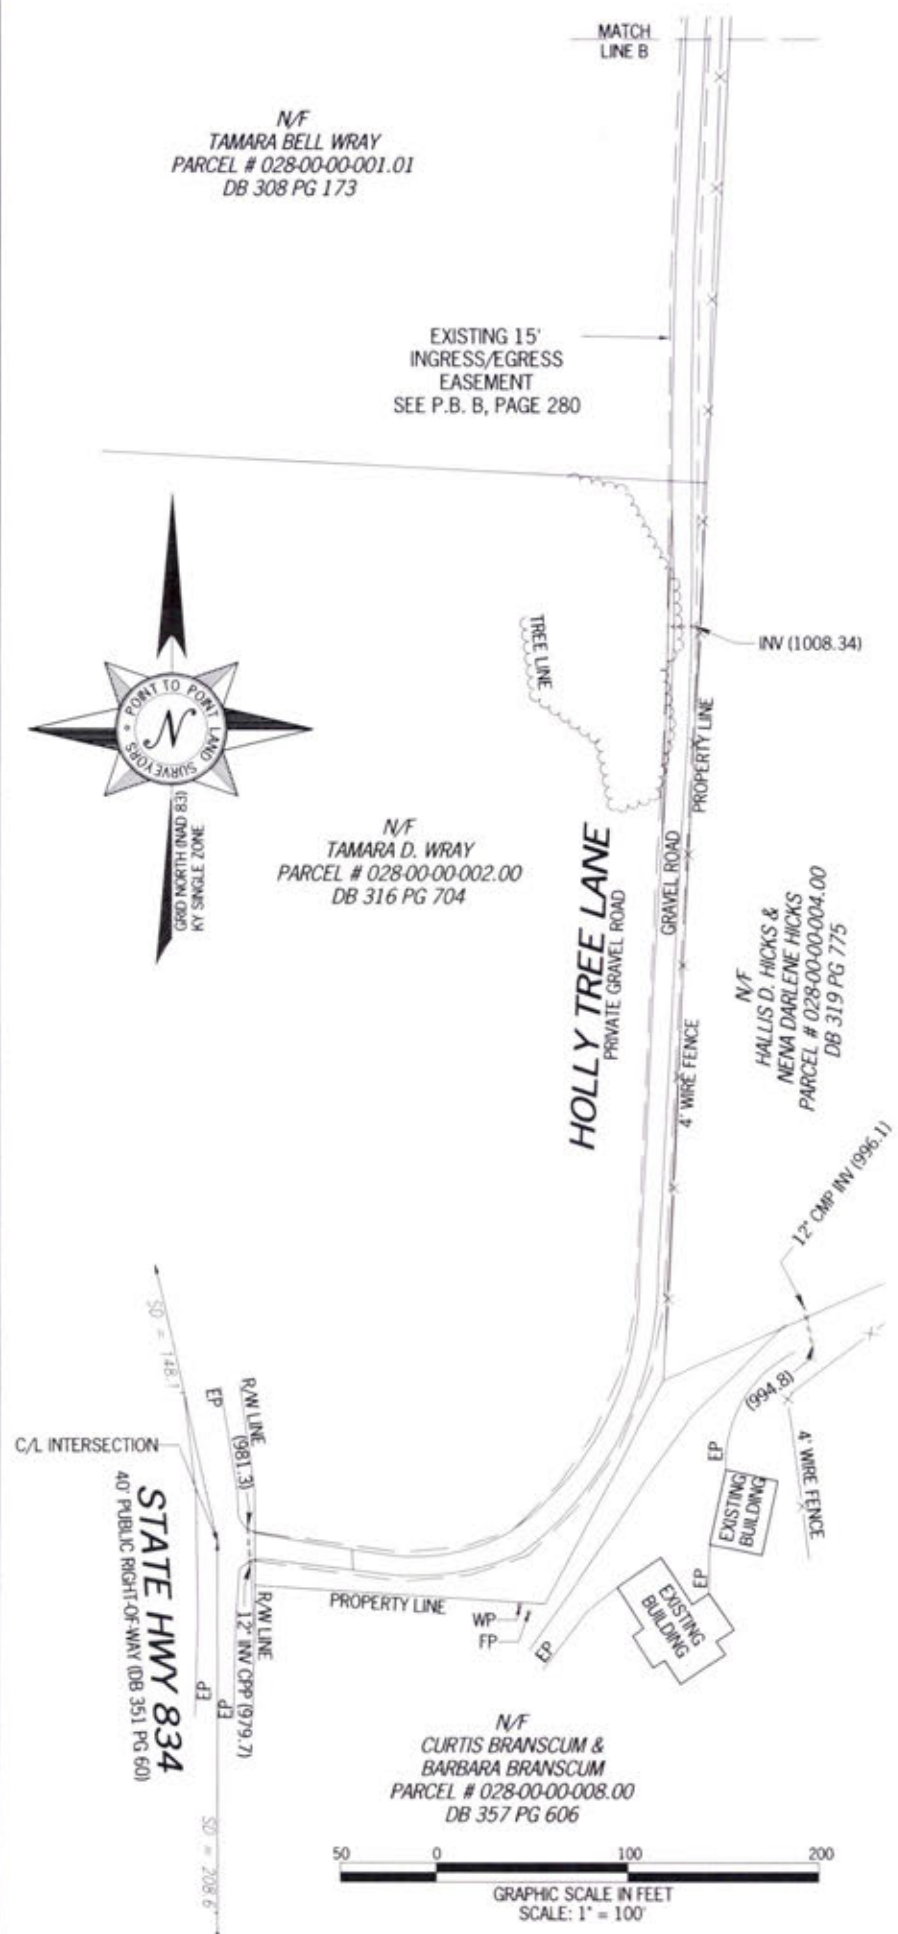 MATCH
LINE B
N/F
TAMARA BELL WRAY
PARCEL # 028-00-00-001.01
DB 308 PG 173
EXISTING 15'
INGRESS/EGRESS
EASEMENT
SEE P.B. B, PAGE 280
TREE LINE
INV (1008.34)
PROPERTY LINE
POINT TO POINT LAND SURVEYORS
N
GRID NORTH (NAD 83)
KY SINGLE ZONE
N/F
TAMARA D. WRAY
PARCEL # 028-00-00-002.00
DB 316 PG 704
HOLLY TREE LANE
PRIVATE GRAVEL ROAD
GRAVEL ROAD
4' WIRE FENCE
N/F
HALLIS D. HICKS &
NENA DARLENE HICKS
PARCEL # 028-00-00-004.00
DB 319 PG 775
12" CMP INV (996.1)
(994.8)
SD = 148.1'
EP
R/W LINE
(981.3)
C/L INTERSECTION
STATE HWY 834
40' PUBLIC RIGHT-OF-WAY (DB 351 PG 60)
EP
EP
12" INV CPP (979.7)
R/W LINE
PROPERTY LINE
WP
FP
EP
EP
EP
EXISTING
BUILDING
4' WIRE FENCE
EXISTING
BUILDING
SD = 208.6'
N/F
CURTIS BRANSCUM &
BARBARA BRANSCUM
PARCEL # 028-00-00-008.00
DB 357 PG 606
50 0 100 200
GRAPHIC SCALE IN FEET
SCALE: 1" = 100'